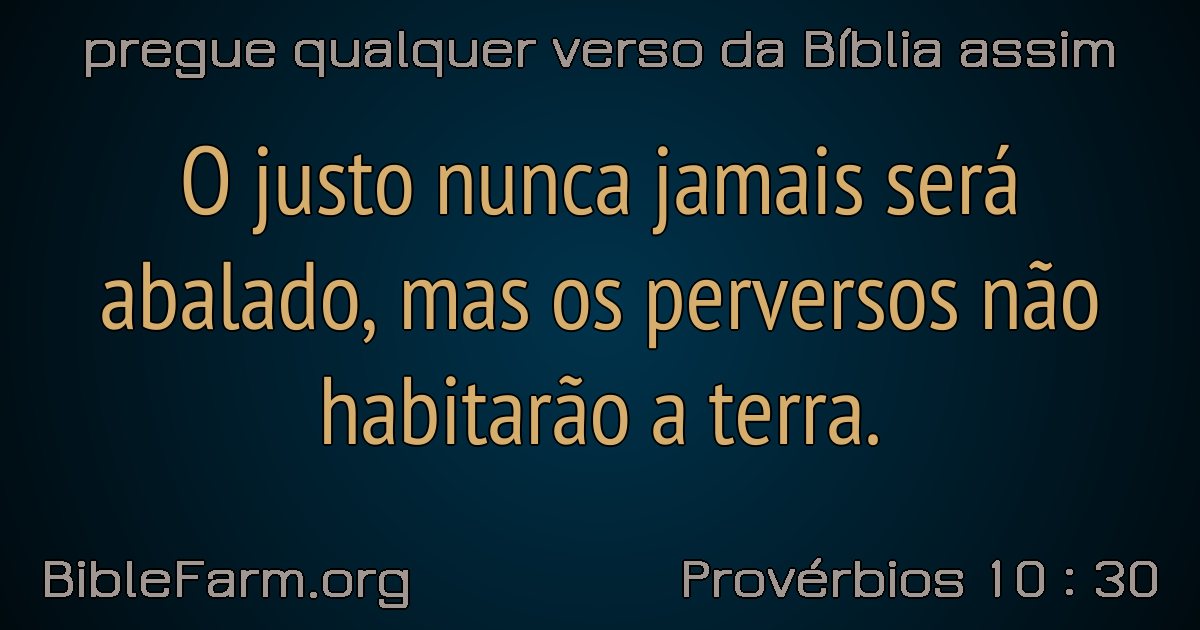 pregue qualquer verso da Bíblia assim
O justo nunca jamais será
abalado, mas os perversos não
habitarão a terra.
BibleFarm.org
Provérbios 10 : 30